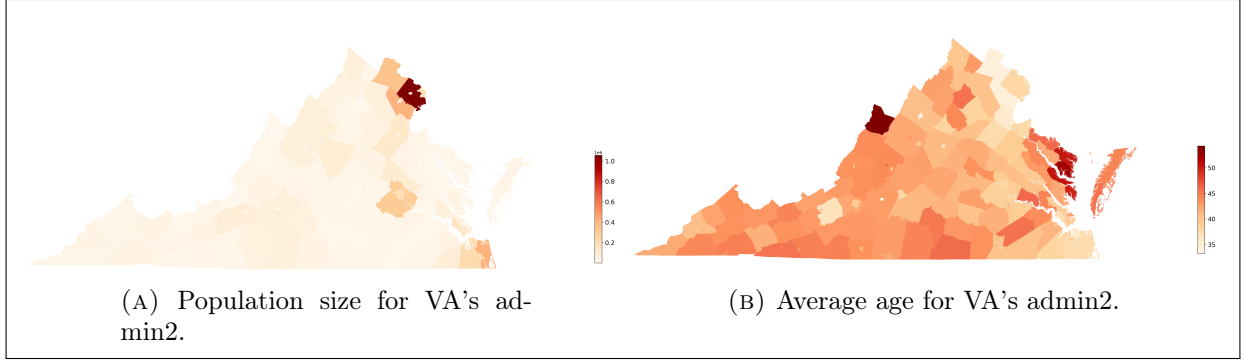 1e6
1.0
0.8
0.6
0.4
0.2
50
45
40
35
(A) Population size for VA's ad-
min2.
(B) Average age for VA's admin2.